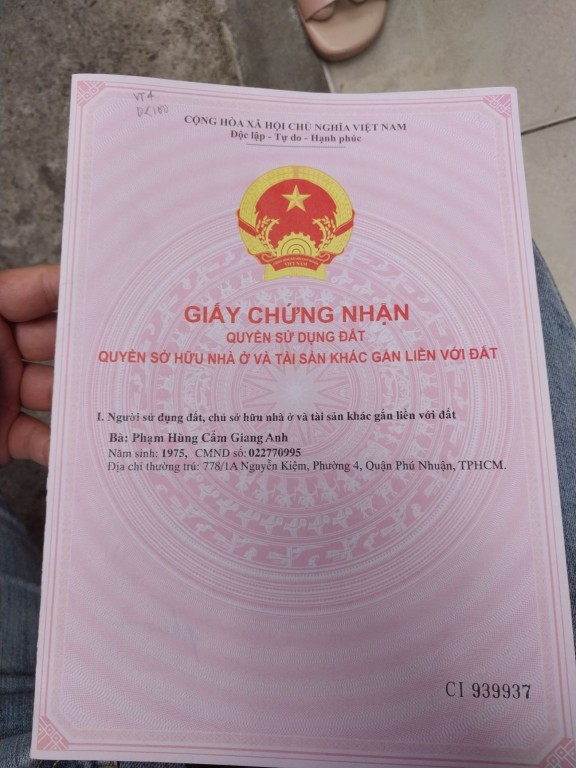 VT4
DR100
CỘNG HÒA XÃ HỘI CHỦ NGHĨA VIỆT NAM
Độc lập - Tự do - Hạnh phúc
VIỆT NAM
GIẤY CHỨNG NHẬN
QUYỀN SỬ DỤNG ĐẤT
QUYỀN SỞ HỮU NHÀ Ở VÀ TÀI SẢN KHÁC GẮN LIỀN VỚI ĐẤT
I. Người sử dụng đất, chủ sở hữu nhà ở và tài sản khác gắn liền với đất
Bà: Phạm Hùng Cẩm Giang Anh
Năm sinh: 1975, CMND số: 022770995
Địa chỉ thường trú: 778/1A Nguyễn Kiệm, Phường 4, Quận Phú Nhuận, TPHCM.
CI 939937